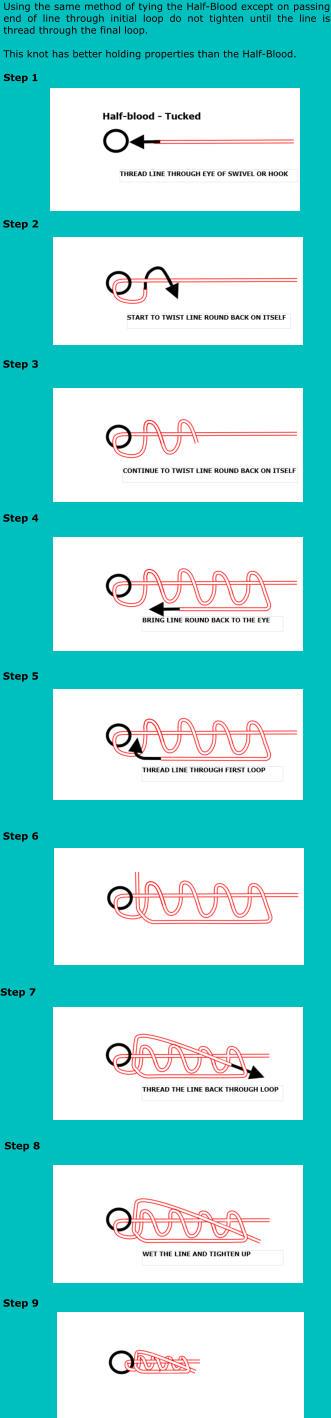 Using the same method of tying the Half-Blood except on passing
end of line through initial loop do not tighten until the line is
thread through the final loop.
This knot has better holding properties than the Half-Blood.
Step 1
Half-blood - Tucked
THREAD LINE THROUGH EYE OF SWIVEL OR HOOK
Step 2
START TO TWIST LINE ROUND BACK ON ITSELF
Step 3
CONTINUE TO TWIST LINE ROUND BACK ON ITSELF
Step 4
BRING LINE ROUND BACK TO THE EYE
Step 5
THREAD LINE THROUGH FIRST LOOP
Step 6
Step 7
THREAD THE LINE BACK THROUGH LOOP
Step 8
WET THE LINE AND TIGHTEN UP
Step 9